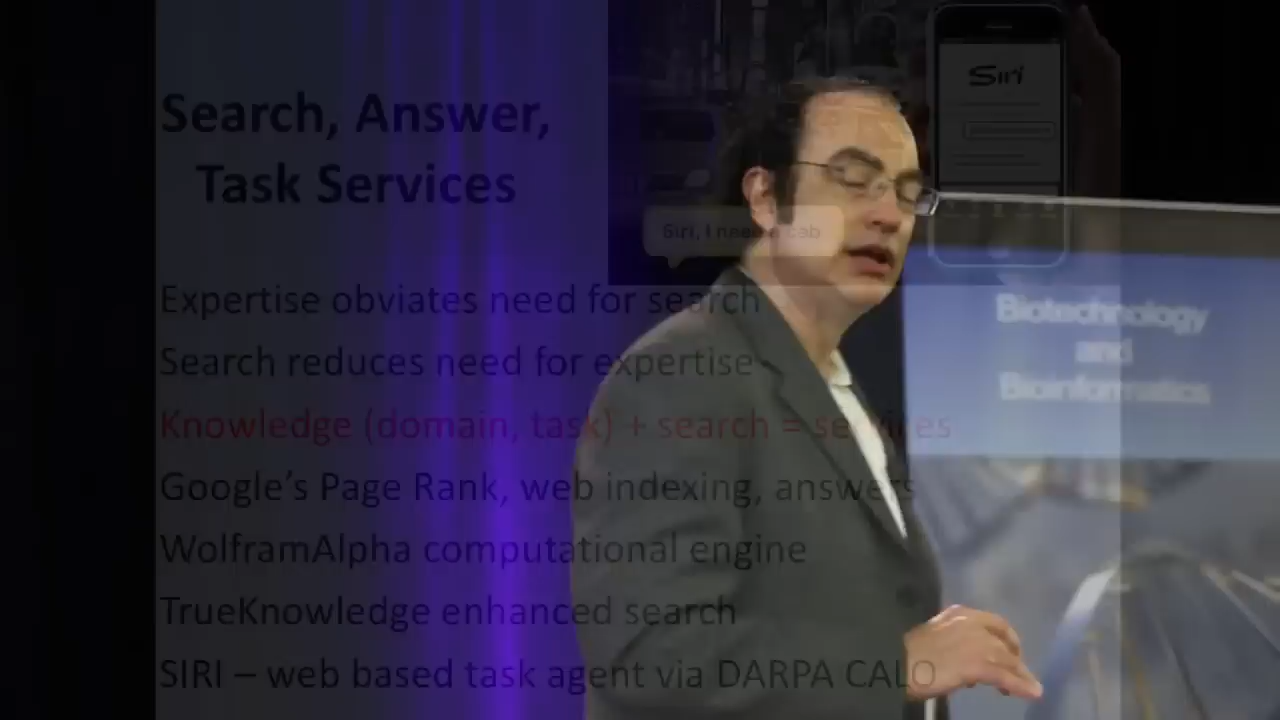 Search, Answer,
Task Services
Siri
Siri, I need a cab
Expertise obviates need for search
Search reduces need for expertise
Knowledge (domain, task) + search = services
Google's Page Rank, web indexing, answers
WolframAlpha computational engine
TrueKnowledge enhanced search
SIRI – web based task agent via DARPA CALO
Biotechnology
and
Bioinformatics